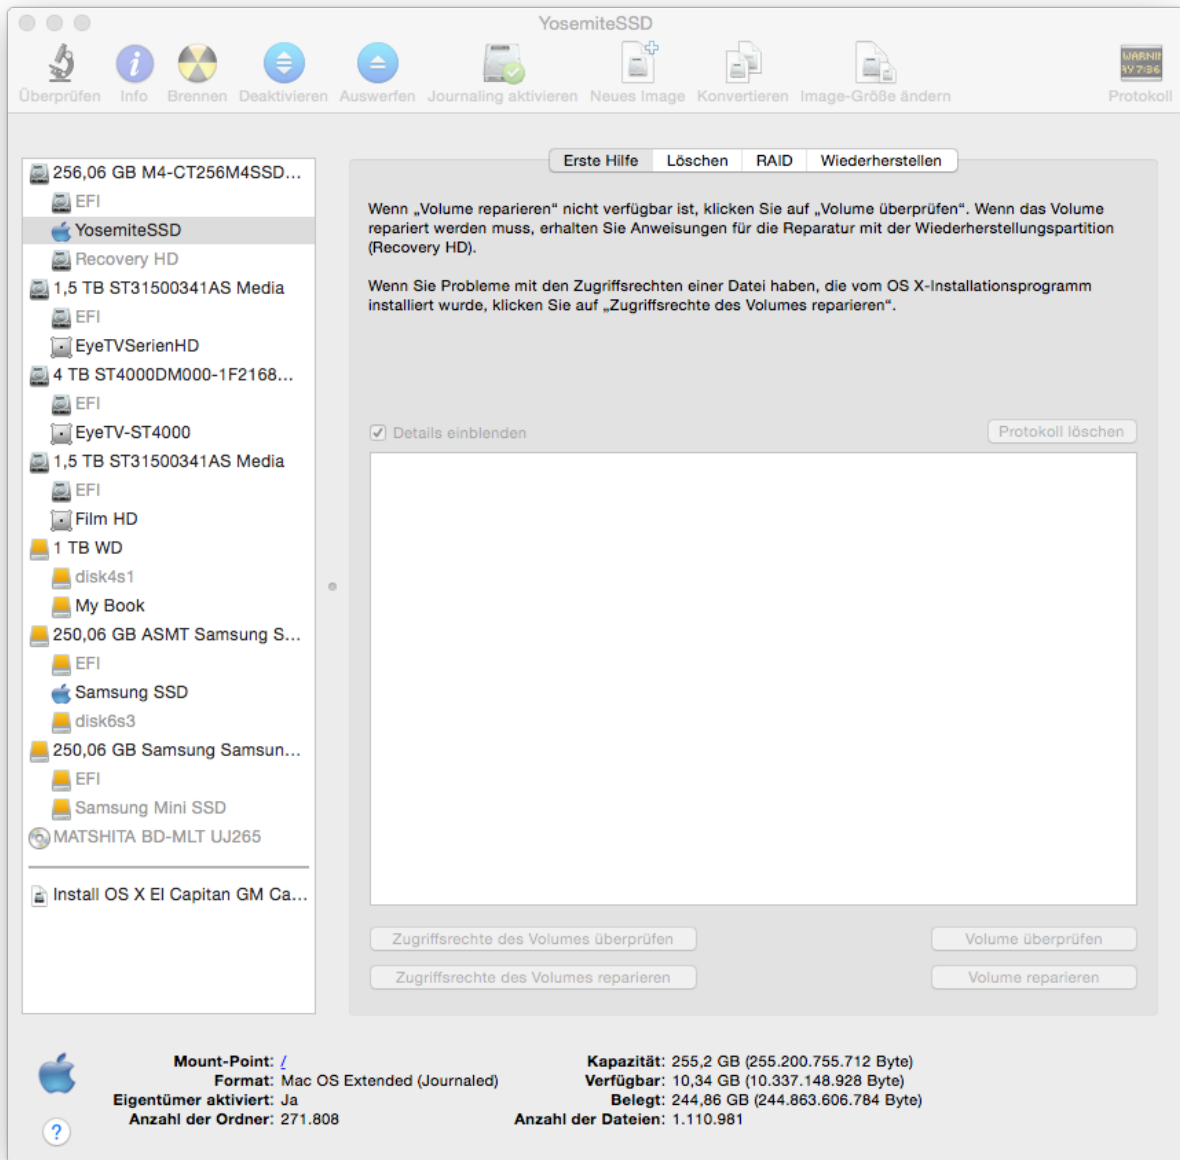 YosemiteSSD
WARNIN
AY 7:36
Überprüfen Info Brennen Deaktivieren Auswerfen Journaling aktivieren Neues Image Konvertieren Image-Größe ändern Protokoll
256,06 GB M4-CT256M4SSD...
EFI
YosemiteSSD
Recovery HD
1,5 TB ST31500341AS Media
EFI
EyeTVSerienHD
4 TB ST4000DM000-1F2168...
EFI
EyeTV-ST4000
1,5 TB ST31500341AS Media
EFI
Film HD
1 TB WD
disk4s1
My Book
250,06 GB ASMT Samsung S...
EFI
Samsung SSD
disk6s3
250,06 GB Samsung Samsun...
EFI
Samsung Mini SSD
MATSHITA BD-MLT UJ265
Install OS X El Capitan GM Ca...
Erste Hilfe Löschen RAID Wiederherstellen
Wenn „Volume reparieren“ nicht verfügbar ist, klicken Sie auf „Volume überprüfen“. Wenn das Volume
repariert werden muss, erhalten Sie Anweisungen für die Reparatur mit der Wiederherstellungspartition
(Recovery HD).
Wenn Sie Probleme mit den Zugriffsrechten einer Datei haben, die vom OS X-Installationsprogramm
installiert wurde, klicken Sie auf „Zugriffsrechte des Volumes reparieren“.
Details einblenden Protokoll löschen
Zugriffsrechte des Volumes überprüfen Volume überprüfen
Zugriffsrechte des Volumes reparieren Volume reparieren
Mount-Point: / Kapazität: 255,2 GB (255.200.755.712 Byte)
Format: Mac OS Extended (Journaled) Verfügbar: 10,34 GB (10.337.148.928 Byte)
Eigentümer aktiviert: Ja Belegt: 244,86 GB (244.863.606.784 Byte)
Anzahl der Ordner: 271.808 Anzahl der Dateien: 1.110.981
?